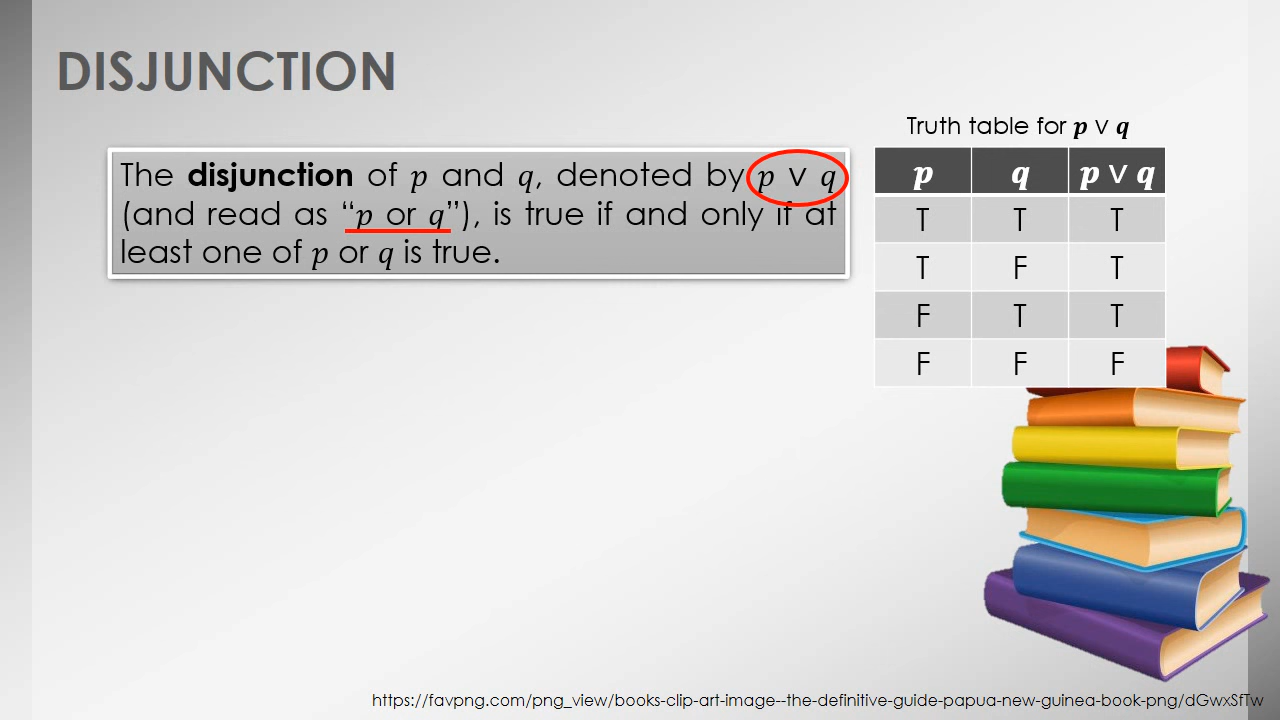 DISJUNCTION
The disjunction of p and q, denoted by p ∨ q
(and read as “p or q”), is true if and only if at
least one of p or q is true.
Truth table for p ∨ q
p q p ∨ q
T T T
T F T
F T T
F F F
https://favpng.com/png_view/books-clip-art-image--the-definitive-guide-papua-new-guinea-book-png/dGwxSfTw